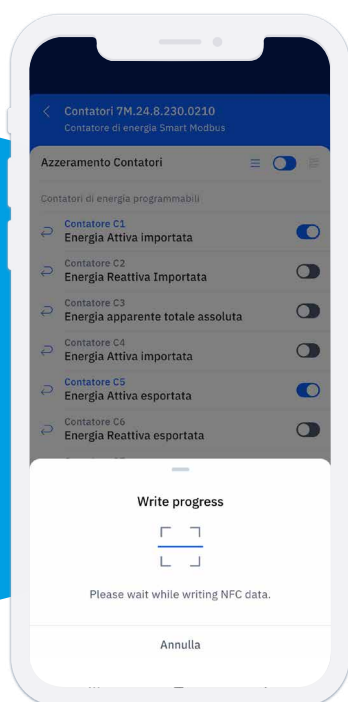 Contatori 7M.24.8.230.0210
Contatore di energia Smart Modbus
Azzeramento Contatori
Contatori di energia programmabili
Contatore C1
Energia Attiva importata
Contatore C2
Energia Reattiva Importata
Contatore C3
Energia apparente totale assoluta
Contatore C4
Energia Attiva importata
Contatore C5
Energia Attiva esportata
Contatore C6
Energia Reattiva esportata
Write progress
Please wait while writing NFC data.
Annulla